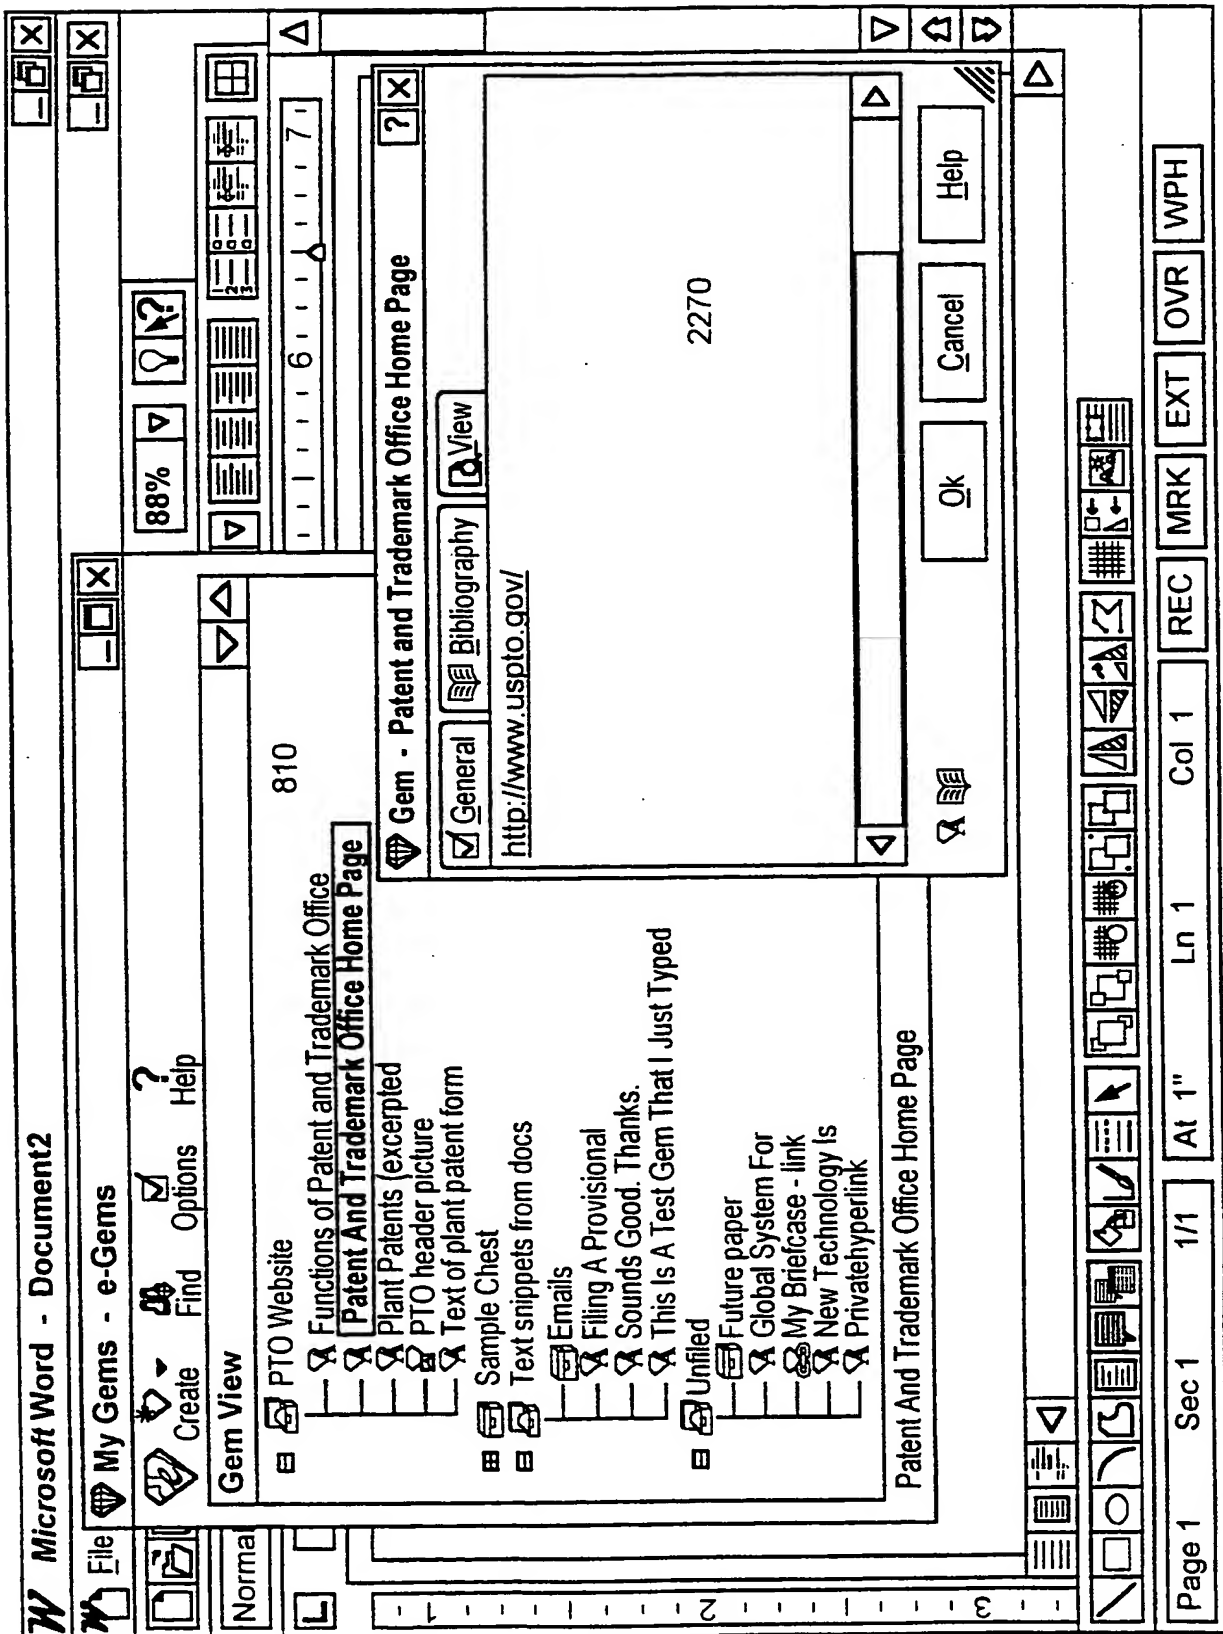 W Microsoft Word - Document2
File
My Gems - e-Gems
Create
Find
Options
Help
88%
Gem View
Norma
L
6
7
810
PTO Website
Functions of Patent and Trademark Office
Patent And Trademark Office Home Page
Plant Patents (excerpted
PTO header picture
Text of plant patent form
Sample Chest
Text snippets from docs
Emails
Filling A Provisional
Sounds Good. Thanks.
This Is A Test Gem That I Just Typed
Unfiled
Future paper
Global System For
My Briefcase - link
New Technology Is
Privatehyperlink
Patent And Trademark Office Home Page
Gem - Patent and Trademark Office Home Page
General
Bibliography
View
http://www.uspto.gov/
2270
Ok
Cancel
Help
1
2
3
Page 1 Sec 1 1/1 At 1" Ln 1 Col 1 REC MRK EXT OVR WPH